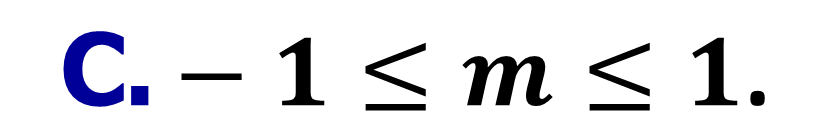 C. − 1 ≤ m ≤ 1.